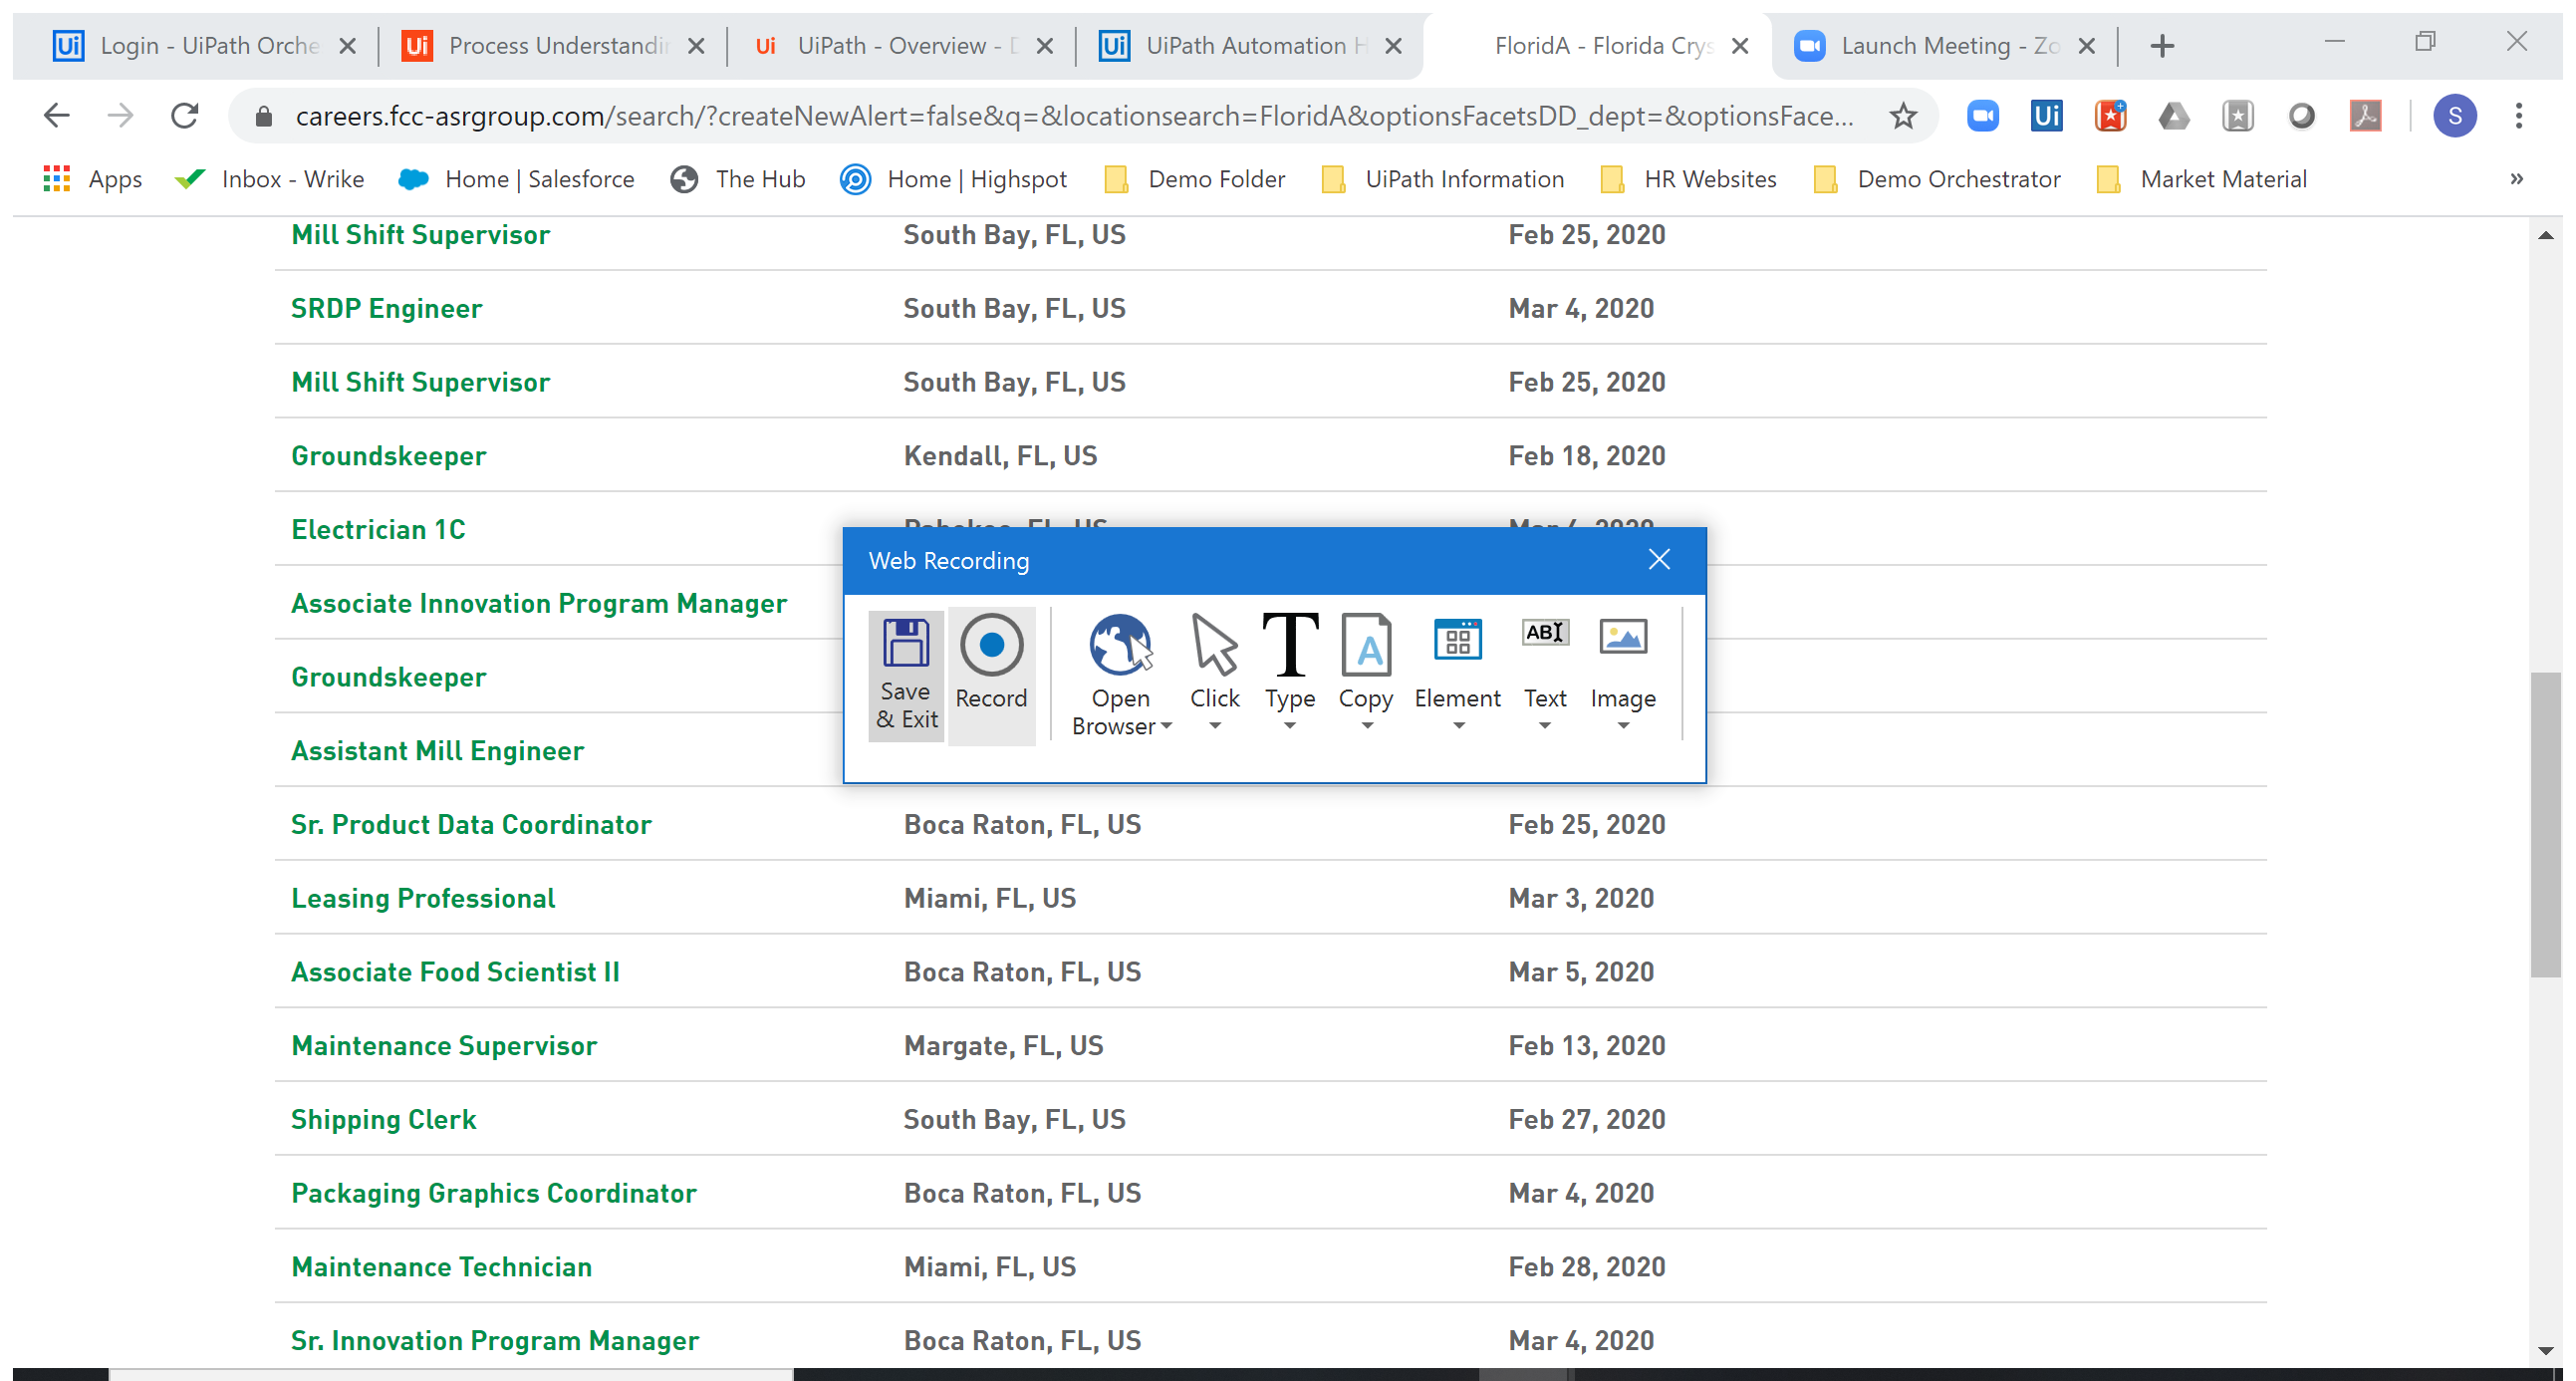 Login - UiPath Orche
Process Understandin
UiPath - Overview - D
UiPath Automation H
FloridA - Florida Crys
Launch Meeting - Zo
careers.fcc-asrgroup.com/search/?createNewAlert=false&q=&locationsearch=FloridA&optionsFacetsDD_dept=&optionsFace...
S
Apps
Inbox - Wrike
Home | Salesforce
The Hub
Home | Highspot
Demo Folder
UiPath Information
HR Websites
Demo Orchestrator
Market Material
»
Mill Shift Supervisor South Bay, FL, US Feb 25, 2020
SRDP Engineer South Bay, FL, US Mar 4, 2020
Mill Shift Supervisor South Bay, FL, US Feb 25, 2020
Groundskeeper Kendall, FL, US Feb 18, 2020
Electrician 1C Pahokee, FL, US Mar 4, 2020
Associate Innovation Program Manager
Groundskeeper
Assistant Mill Engineer
Web Recording
Save & Exit
Record
Open Browser
Click
Type
Copy
Element
Text
Image
Sr. Product Data Coordinator Boca Raton, FL, US Feb 25, 2020
Leasing Professional Miami, FL, US Mar 3, 2020
Associate Food Scientist II Boca Raton, FL, US Mar 5, 2020
Maintenance Supervisor Margate, FL, US Feb 13, 2020
Shipping Clerk South Bay, FL, US Feb 27, 2020
Packaging Graphics Coordinator Boca Raton, FL, US Mar 4, 2020
Maintenance Technician Miami, FL, US Feb 28, 2020
Sr. Innovation Program Manager Boca Raton, FL, US Mar 4, 2020